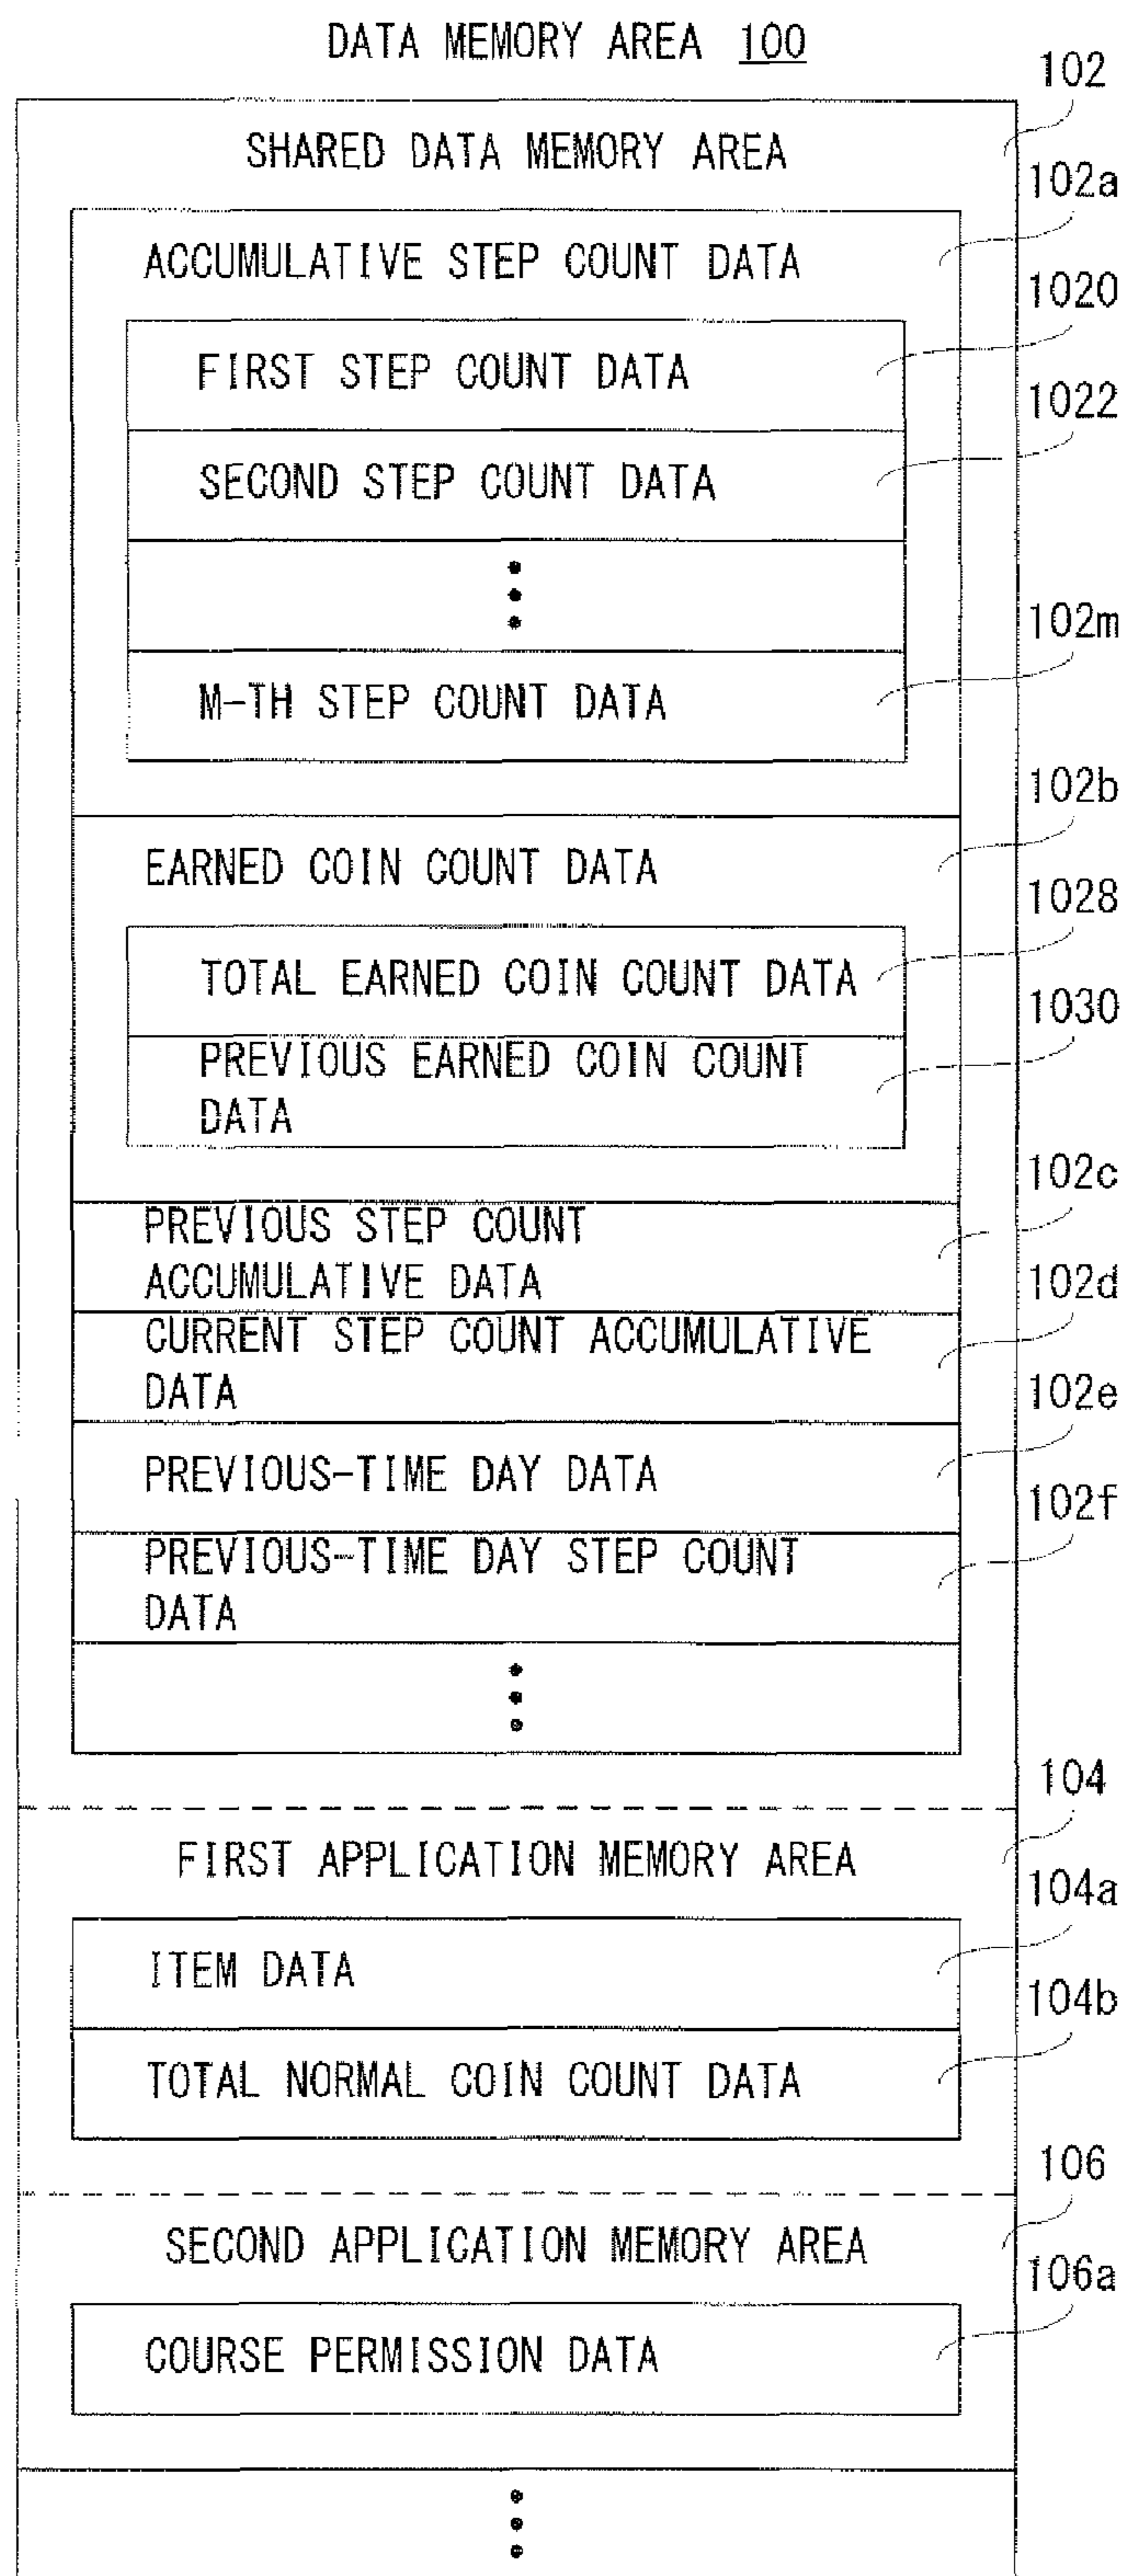 DATA MEMORY AREA 100
102
SHARED DATA MEMORY AREA
102a
ACCUMULATIVE STEP COUNT DATA
1020
FIRST STEP COUNT DATA
1022
SECOND STEP COUNT DATA
102m
M-TH STEP COUNT DATA
102b
EARNED COIN COUNT DATA
1028
TOTAL EARNED COIN COUNT DATA
1030
PREVIOUS EARNED COIN COUNT
DATA
102c
PREVIOUS STEP COUNT
ACCUMULATIVE DATA
102d
CURRENT STEP COUNT ACCUMULATIVE
DATA
102e
PREVIOUS-TIME DAY DATA
102f
PREVIOUS-TIME DAY STEP COUNT
DATA
104
FIRST APPLICATION MEMORY AREA
104a
ITEM DATA
104b
TOTAL NORMAL COIN COUNT DATA
106
SECOND APPLICATION MEMORY AREA
106a
COURSE PERMISSION DATA